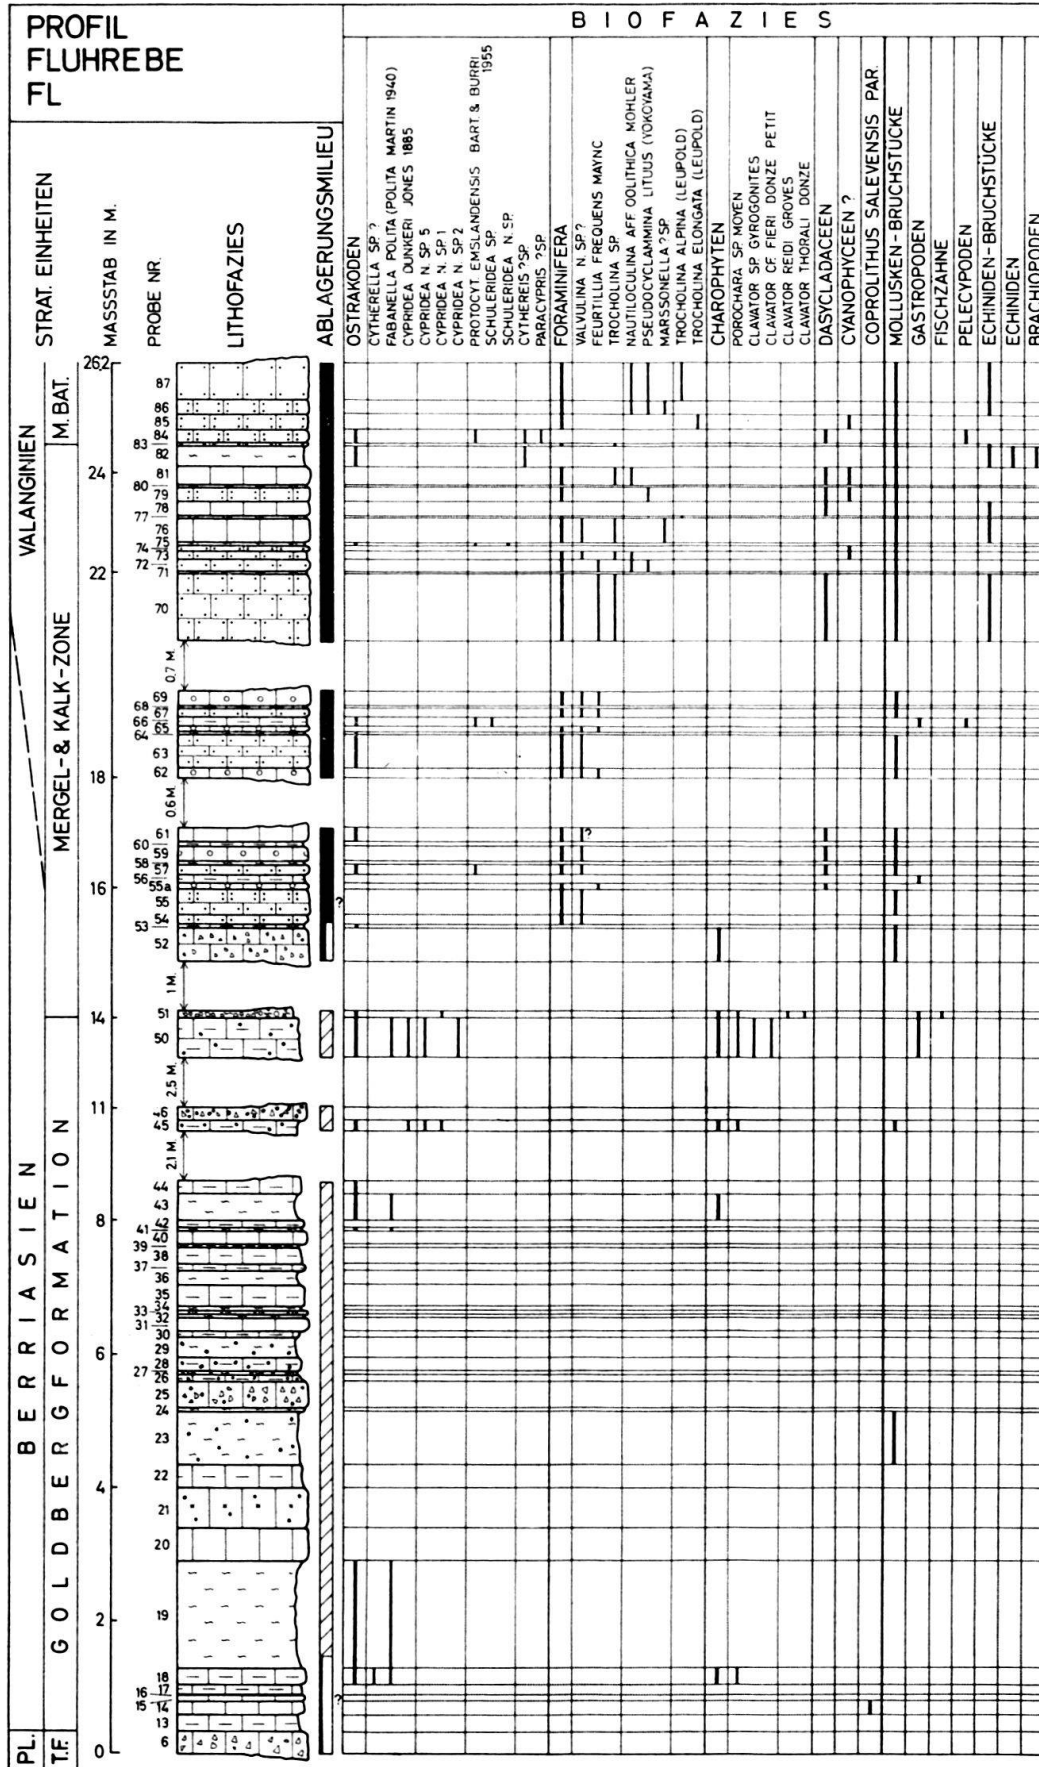 PROFIL
FLUHREBE
FL
B I O F A Z I E S
STRAT. EINHEITEN
MASSSTAB IN M.
PROBE NR.
LITHOFAZIES
ABLAGERUNGSMILIEU
OSTRAKODEN
CYTHERELLA SP. ?
FABANELLA POLITA (POLITA MARTIN 1940)
CYPRIDEA DUNKERI JONES 1885
CYPRIDEA N. SP. 5
CYPRIDEA N. SP. 1
CYPRIDEA N. SP. 2
PROTOCYT. EMSLANDENSIS BART. & BURRI
1955
SCHULERIDEA SP.
SCHULERIDEA N. SP.
CYTHEREIS ? SP.
PARACYPRIS ? SP.
FORAMINIFERA
VALVULINA N. SP. ?
FEURTILLIA FREQUENS MAYNC
TROCHOLINA SP.
NAUTILOCULINA AFF OOLITHICA MOHLER
PSEUDOCYCLAMMINA LITUUS (YOKOYAMA)
MARSSONELLA ? SP.
TROCHOLINA ALPINA (LEUPOLD)
TROCHOLINA ELONGATA (LEUPOLD)
CHAROPHYTEN
POROCHARA SP. MOYEN
CLAVATOR SP. GYROGONITES
CLAVATOR CF. FIERI DONZE PETIT
CLAVATOR REIDI GROVES
CLAVATOR THORALI DONZE
DASYCLADACEEN
CYANOPHYCEEN ?
COPROLITHUS SALEVENSIS PAR.
MOLLUSKEN-BRUCHSTÜCKE
GASTROPODEN
FISCHZÄHNE
PELECYPODEN
ECHINIDEN-BRUCHSTÜCKE
ECHINIDEN
BRACHIOPODEN
VALANGINIEN
M. BAT.
MERGEL-& KALK-ZONE
BERRIASIEN
GOLDBERGFORMATION
PL.
T.F.
26,2
24
22
18
16
14
11
8
6
4
2
0
87
86
85
84
83
82
81
80
79
78
77
76
75
74
73
72
71
70
0.7 M.
69
68
67
66
65
64
63
62
0.6 M.
61
?
60
59
58
57
56
55a
55
?
54
53
52
1 M.
51
50
2.5 M.
46
45
2.1 M.
44
43
42
41
40
39
38
37
36
35
34
33
32
31
30
29
28
27
26
25
24
23
22
21
20
19
18
17
16
15
14
?
13
6